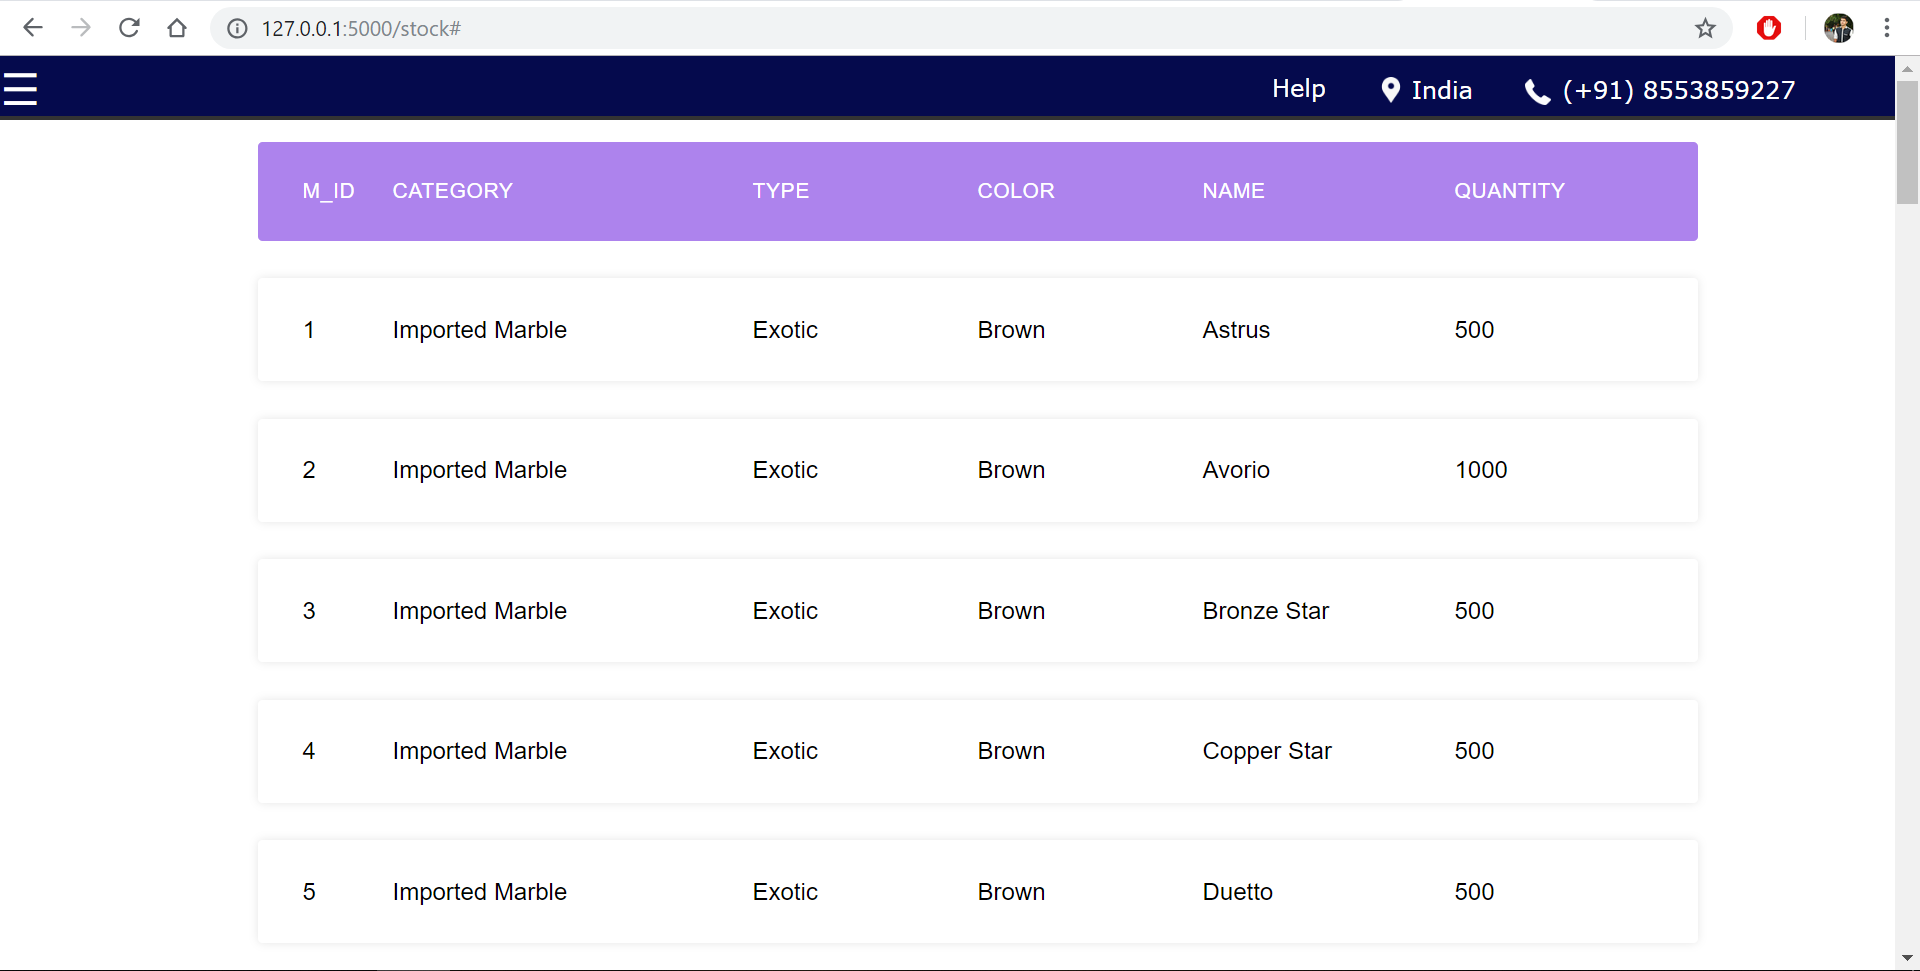 127.0.0.1:5000/stock#
Help India (+91) 8553859227
M_ID CATEGORY TYPE COLOR NAME QUANTITY
1 Imported Marble Exotic Brown Astrus 500
2 Imported Marble Exotic Brown Avorio 1000
3 Imported Marble Exotic Brown Bronze Star 500
4 Imported Marble Exotic Brown Copper Star 500
5 Imported Marble Exotic Brown Duetto 500